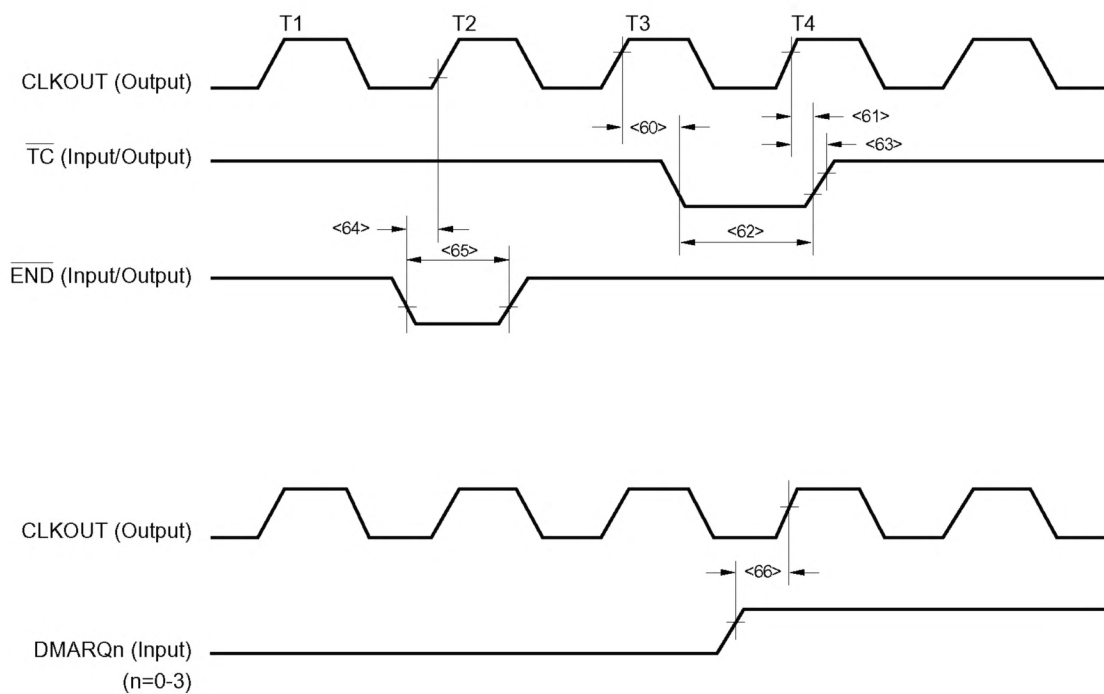 T1 T2 T3 T4
CLKOUT (Output)
<60> <61>
TC (Input/Output) <63>
<64> <65> <62>
END (Input/Output)
CLKOUT (Output)
<66>
DMARQn (Input)
(n=0-3)